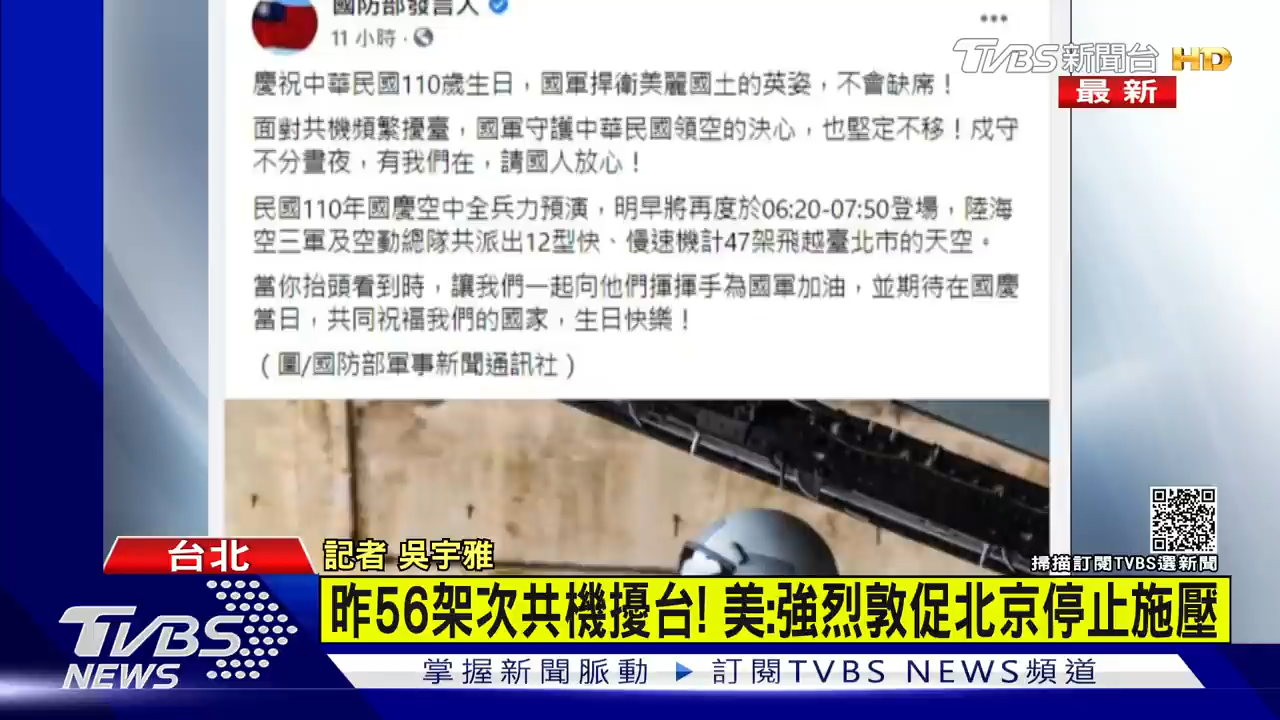 國防部發言人
11 小時
TVBS新聞台 HD
最新
慶祝中華民國110歲生日，國軍捍衛美麗國土的英姿，不會缺席！
面對共機頻繁擾臺，國軍守護中華民國領空的決心，也堅定不移！戍守
不分晝夜，有我們在，請國人放心！
民國110年國慶空中全兵力預演，明早將再度於06:20-07:50登場，陸海
空三軍及空勤總隊共派出12型快、慢速機計47架飛越臺北市的天空。
當你抬頭看到時，讓我們一起向他們揮揮手為國軍加油，並期待在國慶
當日，共同祝福我們的國家，生日快樂！
（圖/國防部軍事新聞通訊社）
台北
記者 吳宇雅
掃描訂閱TVBS選新聞
昨56架次共機擾台! 美:強烈敦促北京停止施壓
TVBS
NEWS
掌握新聞脈動 ▶ 訂閱TVBS NEWS頻道